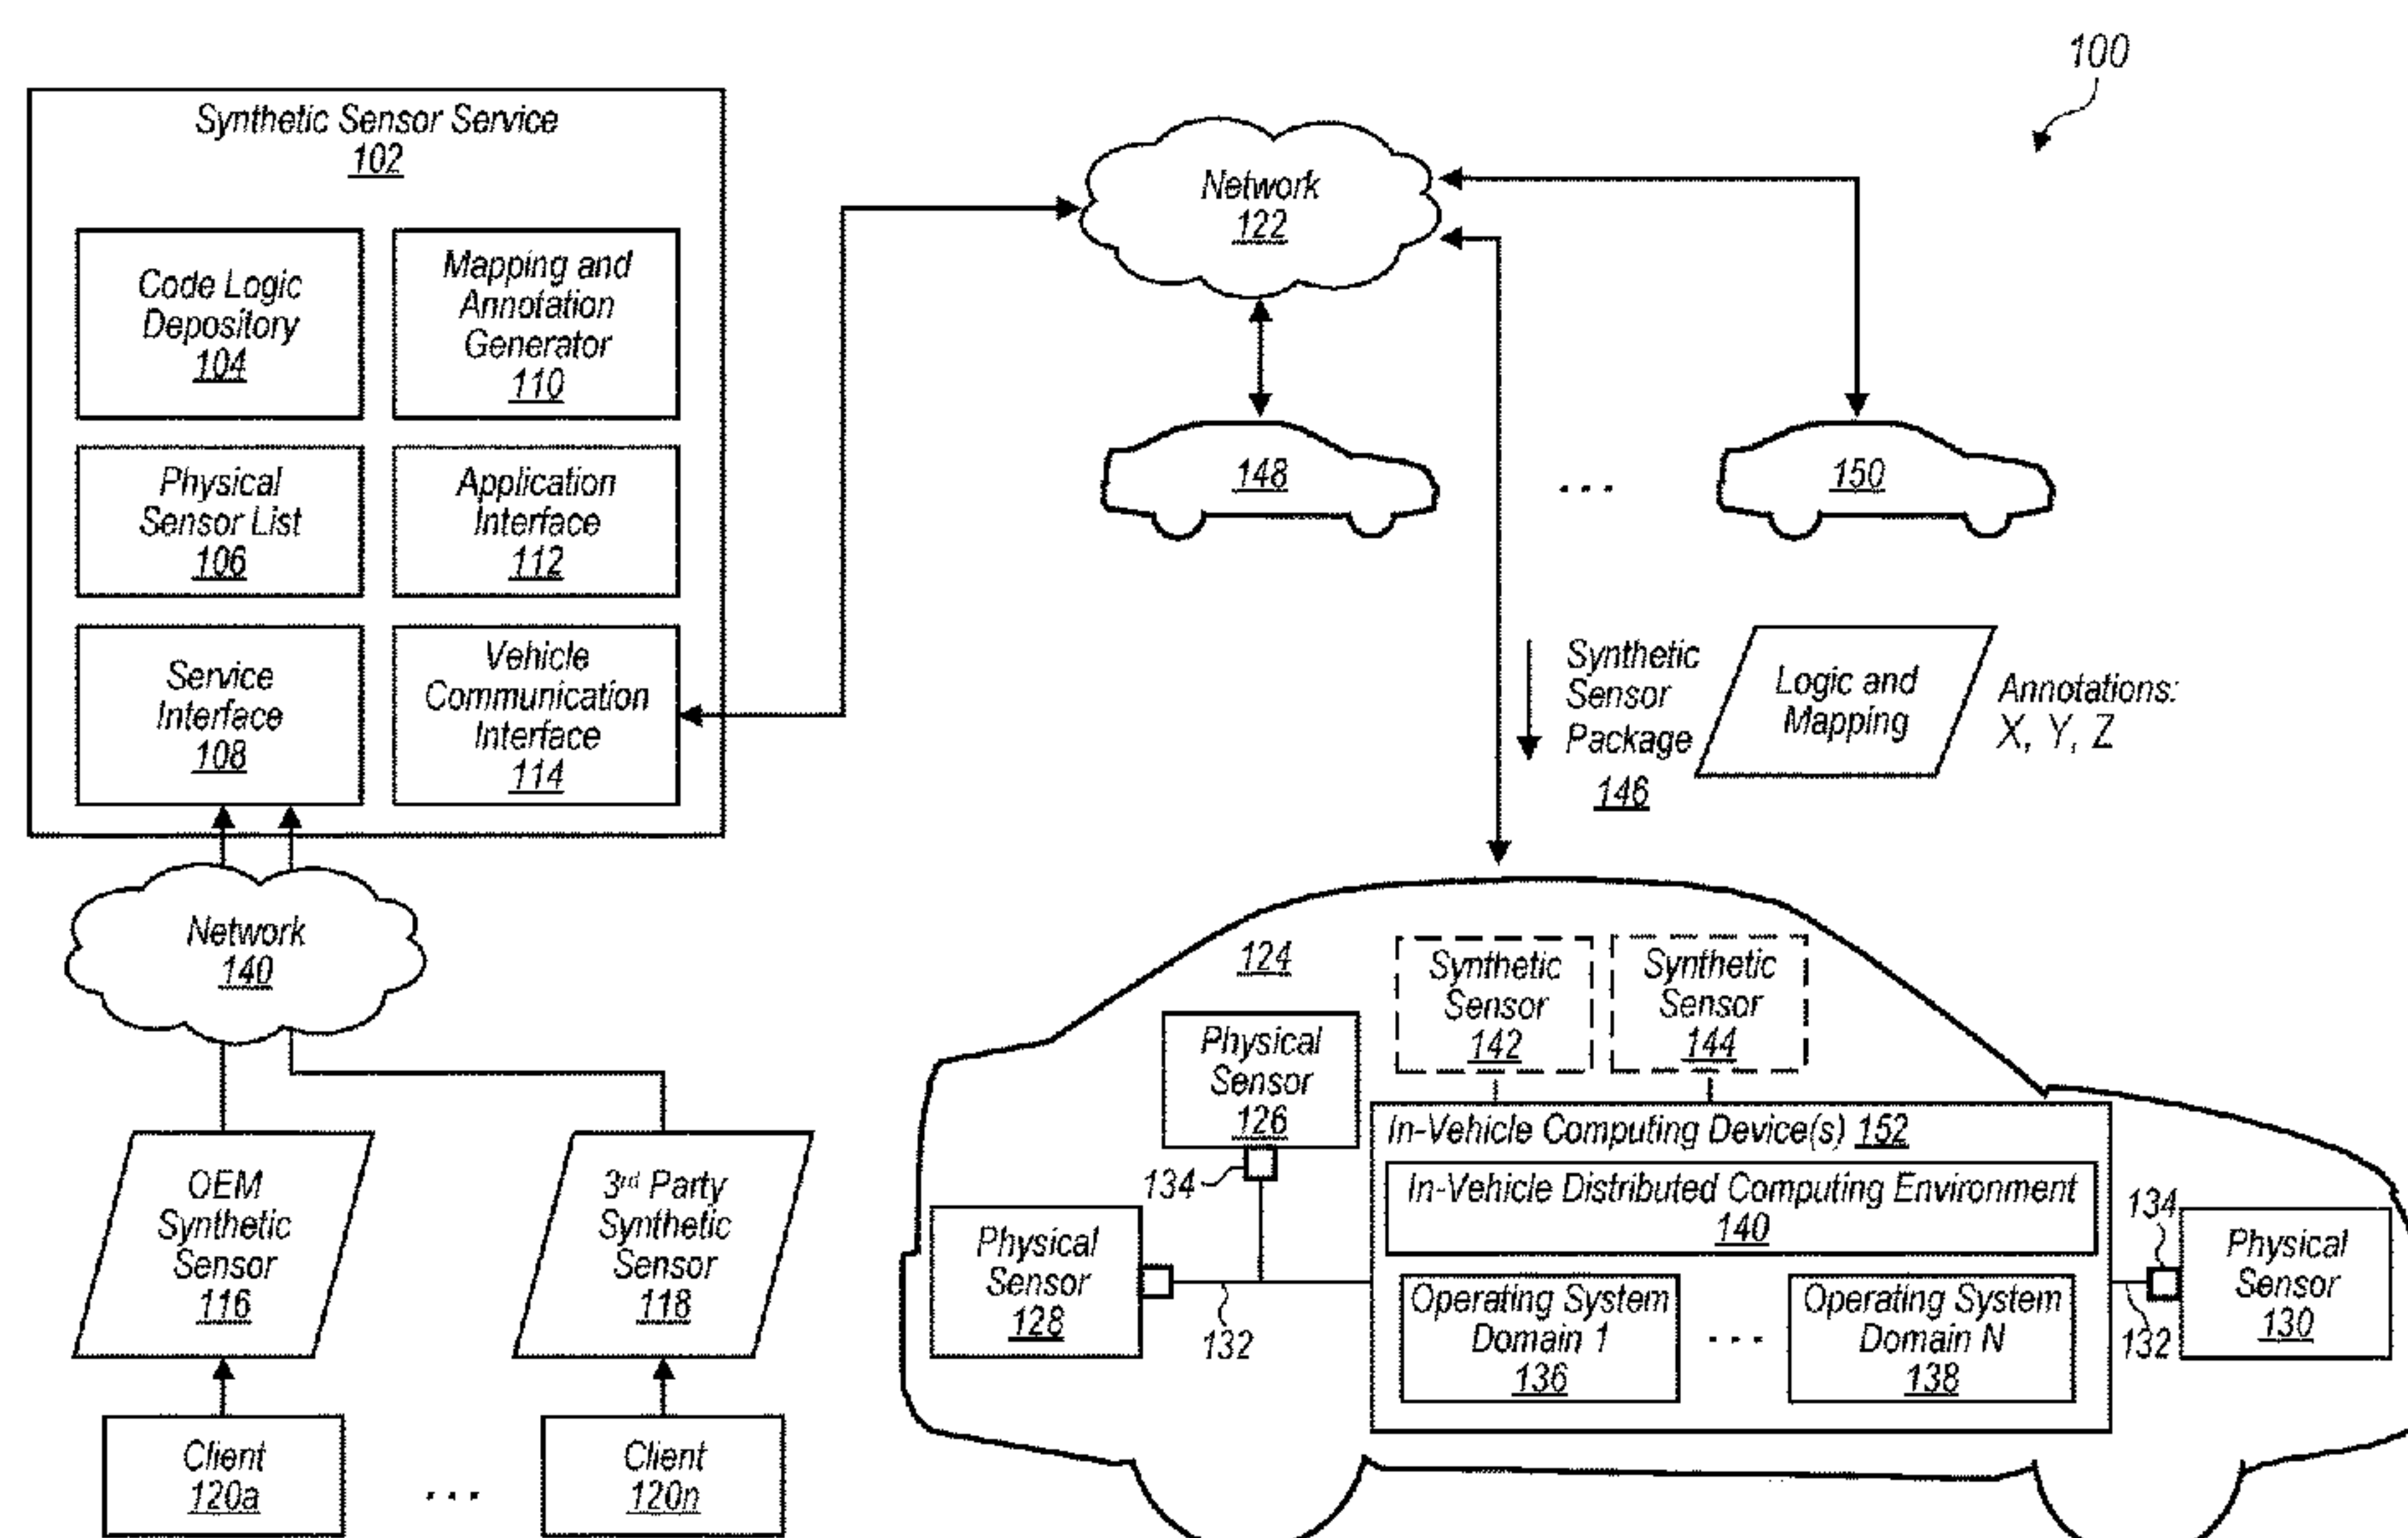 100
Synthetic Sensor Service
102
Code Logic
Depository
104
Mapping and
Annotation
Generator
110
Physical
Sensor List
106
Application
Interface
112
Service
Interface
108
Vehicle
Communication
Interface
114
Network
140
OEM
Synthetic
Sensor
116
3rd Party
Synthetic
Sensor
118
Client
120a
...
Client
120n
Network
122
148
...
150
Synthetic
Sensor
Package
146
Logic and
Mapping
Annotations:
X, Y, Z
124
Synthetic
Sensor
142
Synthetic
Sensor
144
Physical
Sensor
126
134
Physical
Sensor
128
132
In-Vehicle Computing Device(s) 152
In-Vehicle Distributed Computing Environment
140
Operating System
Domain 1
136
...
Operating System
Domain N
138
134
132
Physical
Sensor
130